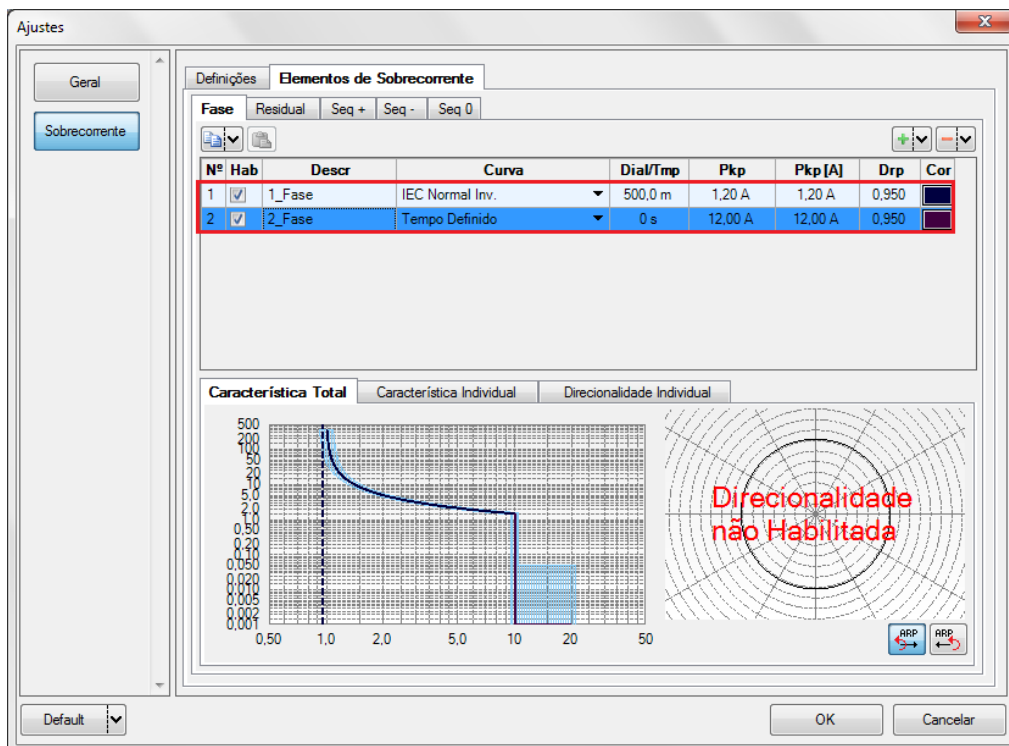 Ajustes
Geral
Sobrecorrente
Definições Elementos de Sobrecorrente
Fase Residual Seq + Seq - Seq 0
Nº Hab Descr Curva Dial/Tmp Pkp Pkp [A] Drp Cor
1 1_Fase IEC Normal Inv. 500,0 m 1,20 A 1,20 A 0,950
2 2_Fase Tempo Definido 0 s 12,00 A 12,00 A 0,950
Característica Total Característica Individual Direcionalidade Individual
500
200
100
50
20
10
5,0
2,0
1,0
0,50
0,20
0,10
0,050
0,020
0,010
0,005
0,002
0,001
0,50 1,0 2,0 5,0 10 20 50
Direcionalidade
não Habilitada
ARP ARP
Default OK Cancelar